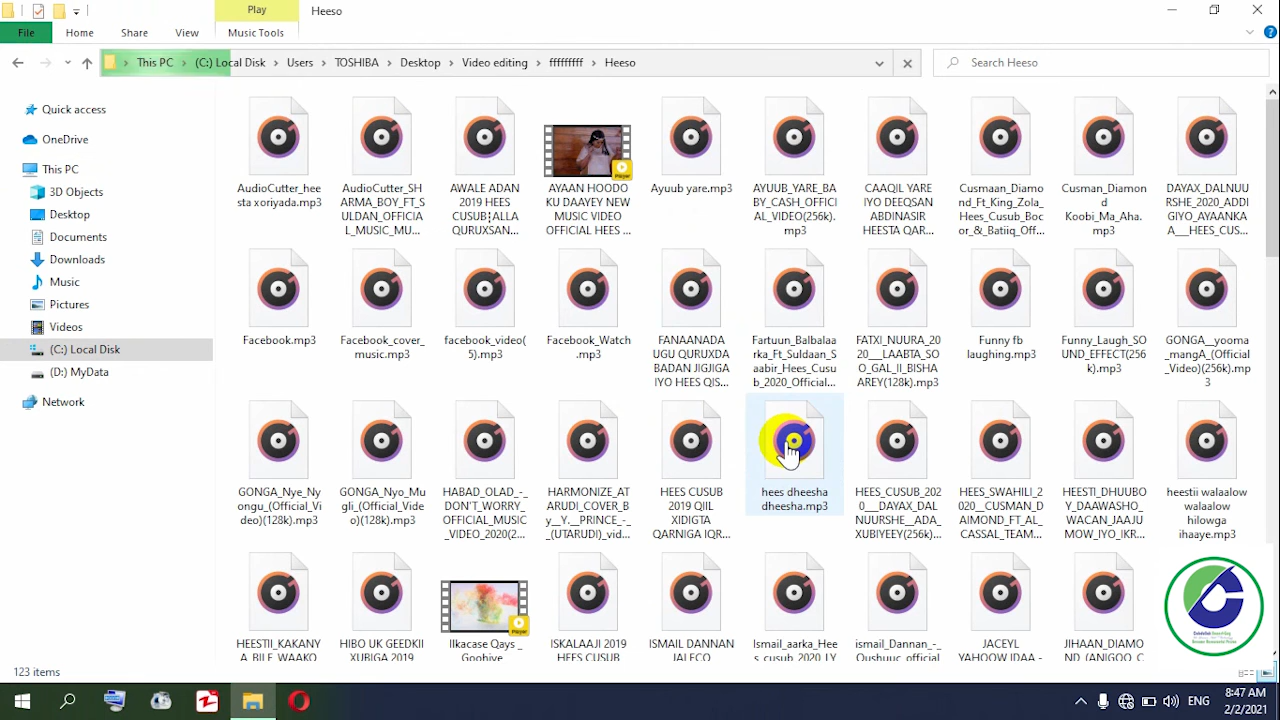 Play
Heeso
File
Home
Share
View
Music Tools
This PC
(C:) Local Disk
Users
TOSHIBA
Desktop
Video editing
fffffffff
Heeso
Search Heeso
Quick access
OneDrive
This PC
3D Objects
Desktop
Documents
Downloads
Music
Pictures
Videos
(C:) Local Disk
(D:) MyData
Network
AudioCutter_hee
sta xoriyada.mp3
AudioCutter_SH
ARMA_BOY_FT_S
ULDAN_OFFICIA
L_MUSIC_MU...
AWALE ADAN
2019 HEES
CUSUB¦ALLA
QURUXSAN...
AYAAN HOODO
KU DAAYEY NEW
MUSIC VIDEO
OFFICIAL HEES ...
Ayuub yare.mp3
AYUUB_YARE_BA
BY_CASH_OFFICI
AL_VIDEO(256k).
mp3
CAAQIL YARE
IYO DEEQSAN
ABDINASIR
HEESTA QAR...
Cusmaan_Diamo
nd_Ft_King_Zola_
Hees_Cusub_Boc
or_&_Batiiq_Off...
Cusman_Diamon
d
Koobi_Ma_Aha.
mp3
DAYAX_DALNUU
RSHE_2020_ADDI
GIYO_AYAANKA
A___HEES_CUS...
Facebook.mp3
Facebook_cover_
music.mp3
facebook_video(
5).mp3
Facebook_Watch
.mp3
FANAANADA
UGU QURUXDA
BADAN JIGJIGA
IYO HEES QIS...
Fartuun_Balbalaa
rka_Ft_Suldaan_S
aabir_Hees_Cusu
b_2020_Official...
FATXI_NUURA_20
20___LAABTA_SO
O_GAL_II_BISHA
AREY(128k).mp3
Funny fb
laughing.mp3
Funny_Laugh_SO
UND_EFFECT(256
k).mp3
GONGA__yooma
_mangA_(Official
_Video)(256k).mp
3
GONGA_Nye_Ny
ongu_(Official_Vi
deo)(128k).mp3
GONGA_Nyo_Mu
gli_(Official_Vide
o)(128k).mp3
HABAD_OLAD_-_
DON'T_WORRY_
OFFICIAL_MUSIC
_VIDEO_2020(2...
HARMONIZE_AT
ARUDI_COVER_B
y__Y.__PRINCE_-_
_(UTARUDI)_vid...
HEES CUSUB
2019 QIIL
XIDIGTA
QARNIGA IQR...
hees dheesha
dheesha.mp3
HEES_CUSUB_202
0___DAYAX_DAL
NUURSHE__ADA_
XUBIYEEY(256k)...
HEES_SWAHILI_2
020__CUSMAN_D
AIMOND_FT_AL
_CASSAL_TEAM...
HEESTI_DHUUBO
Y_DAAWASHO_
WACAN_JAAJU
MOW_IYO_IKR...
heestii walaalow
walaalow
hilowga
ihaaye.mp3
HEESTII_KAKANY
A_BILE_WAAKO
HIBO UK GEEDKII
XUBIGA 2019
Ilkacase Qays _
Goobiye
ISKALAAJI 2019
HEES CUSUB
ISMAIL DANNAN
JALECO
Ismail_aarka_Hee
s_cusub_2020_LY
ismail_Dannan_-_
Qushuuc_official
JACEYL
YAHOOW IDAA -
JIHAAN_DIAMO
ND_(ANIGOO_C
Player
Player
123 items
ENG
8:47 AM
2/2/2021